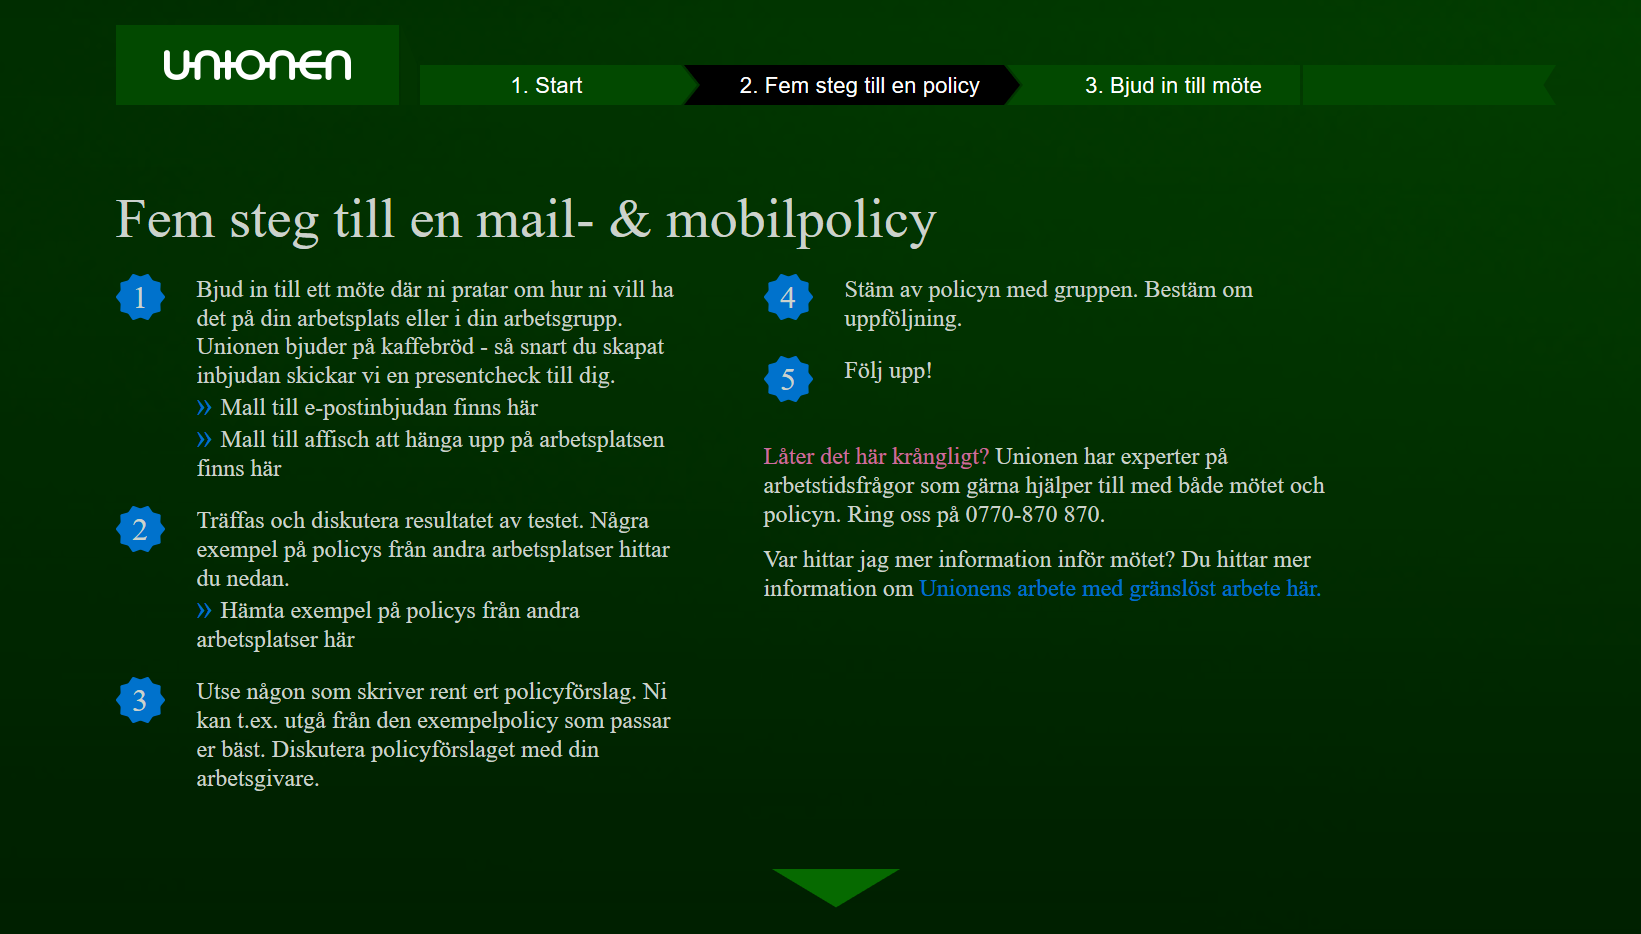 UNIONEN
1. Start
2. Fem steg till en policy
3. Bjud in till möte
Fem steg till en mail- & mobilpolicy
1
Bjud in till ett möte där ni pratar om hur ni vill ha
det på din arbetsplats eller i din arbetsgrupp.
Unionen bjuder på kaffebröd - så snart du skapat
inbjudan skickar vi en presentcheck till dig.
» Mall till e-postinbjudan finns här
» Mall till affisch att hänga upp på arbetsplatsen
finns här
2
Träffas och diskutera resultatet av testet. Några
exempel på policys från andra arbetsplatser hittar
du nedan.
» Hämta exempel på policys från andra
arbetsplatser här
3
Utse någon som skriver rent ert policyförslag. Ni
kan t.ex. utgå från den exempelpolicy som passar
er bäst. Diskutera policyförslaget med din
arbetsgivare.
4
Stäm av policyn med gruppen. Bestäm om
uppföljning.
5
Följ upp!
Låter det här krångligt? Unionen har experter på
arbetstidsfrågor som gärna hjälper till med både mötet och
policyn. Ring oss på 0770-870 870.
Var hittar jag mer information inför mötet? Du hittar mer
information om Unionens arbete med gränslöst arbete här.